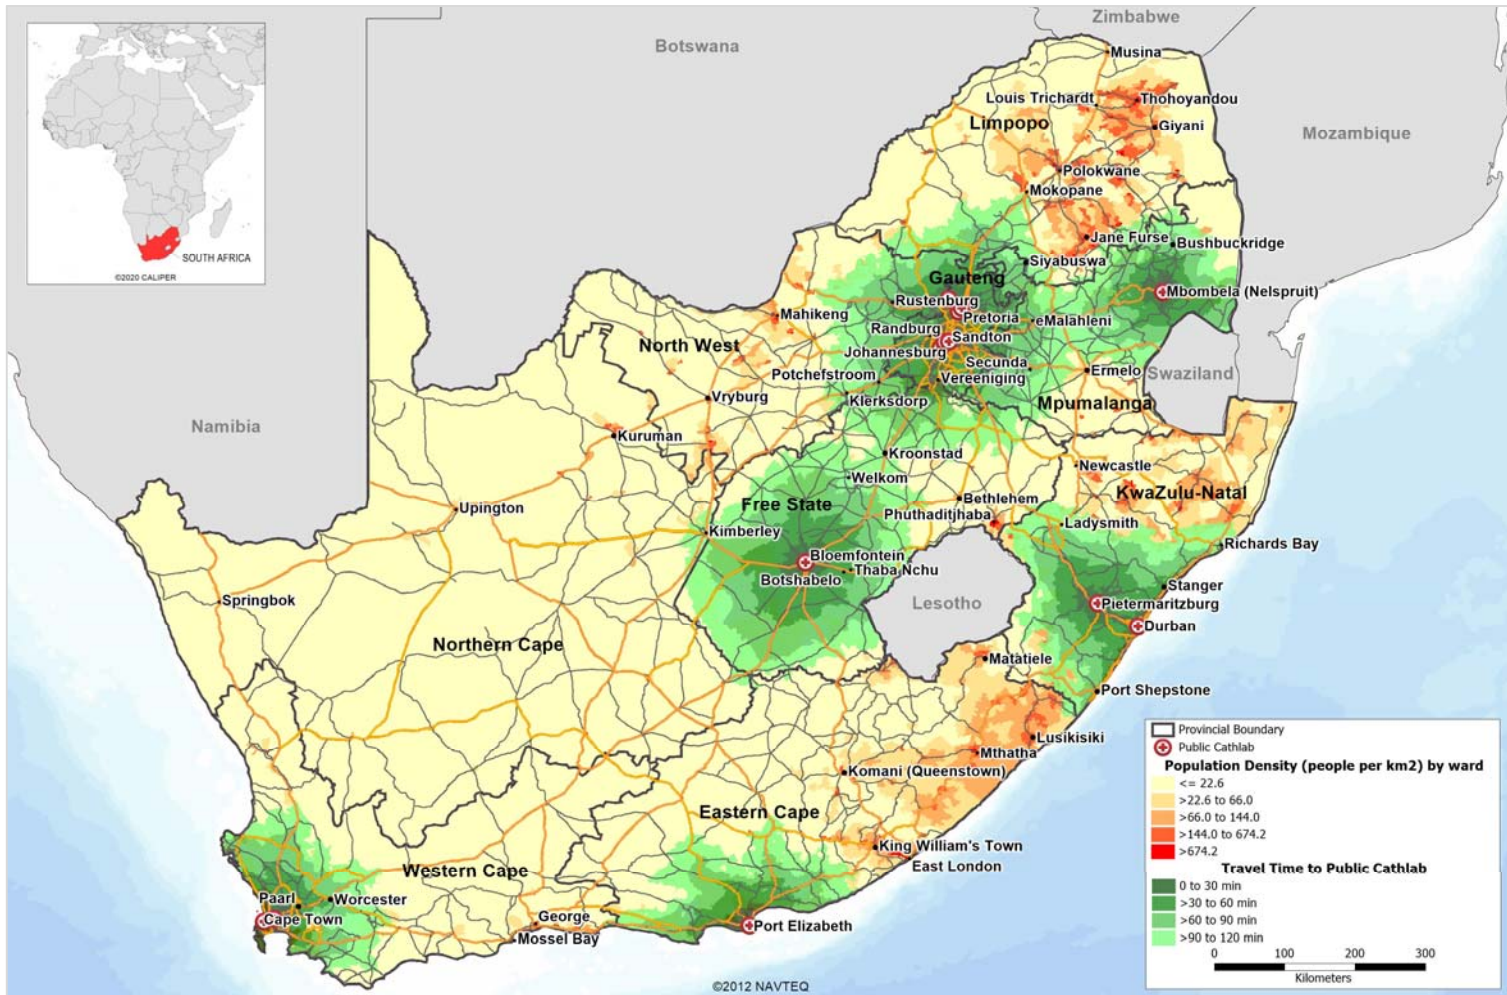 Zimbabwe
Botswana
Musina
Louis Trichardt
Thohoyandou
Limpopo
Giyani
Mozambique
Polokwane
Mokopane
SOUTH AFRICA
©2020 CALIPER
Jane Furse
Bushbuckridge
Siyabuswa
Gauteng
Mbombela (Nelspruit)
Rustenburg
Mahikeng
Pretoria
eMalahleni
Randburg
Sandton
North West
Johannesburg
Secunda
Ermelo
Swaziland
Potchefstroom
Vereeniging
Vryburg
Klerksdorp
Mpumalanga
Namibia
Kuruman
Kroonstad
Newcastle
Welkom
KwaZulu-Natal
Free State
Bethlehem
Upington
Phuthaditjhaba
Ladysmith
Kimberley
Richards Bay
Bloemfontein
Thaba Nchu
Botshabelo
Stanger
Springbok
Lesotho
Pietermaritzburg
Durban
Northern Cape
Matatiele
Port Shepstone
Lusikisiki
Mthatha
Komani (Queenstown)
Eastern Cape
King William's Town
East London
Western Cape
Paarl
Worcester
Cape Town
George
Port Elizabeth
Mossel Bay
©2012 NAVTEQ
Provincial Boundary
Public Cathlab
Population Density (people per km2) by ward
<= 22.6
>22.6 to 66.0
>66.0 to 144.0
>144.0 to 674.2
>674.2
Travel Time to Public Cathlab
0 to 30 min
>30 to 60 min
>60 to 90 min
>90 to 120 min
0 100 200 300
Kilometers